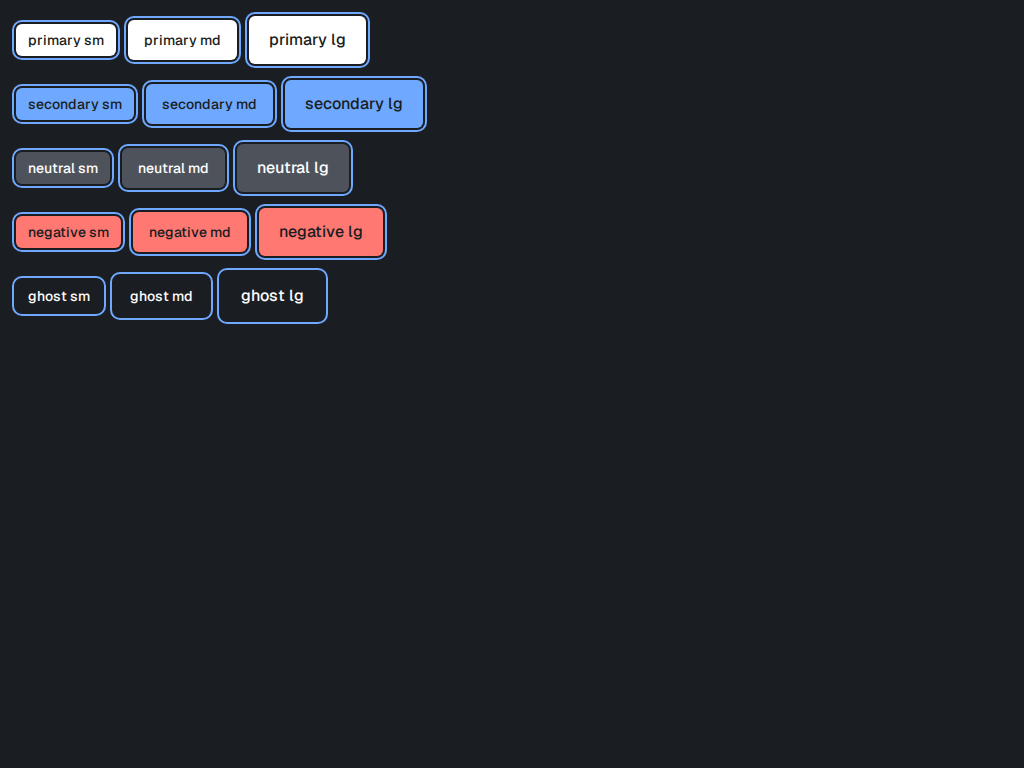 primary sm primary md primary lg
secondary sm secondary md secondary lg
neutral sm neutral md neutral lg
negative sm negative md negative lg
ghost sm ghost md ghost lg